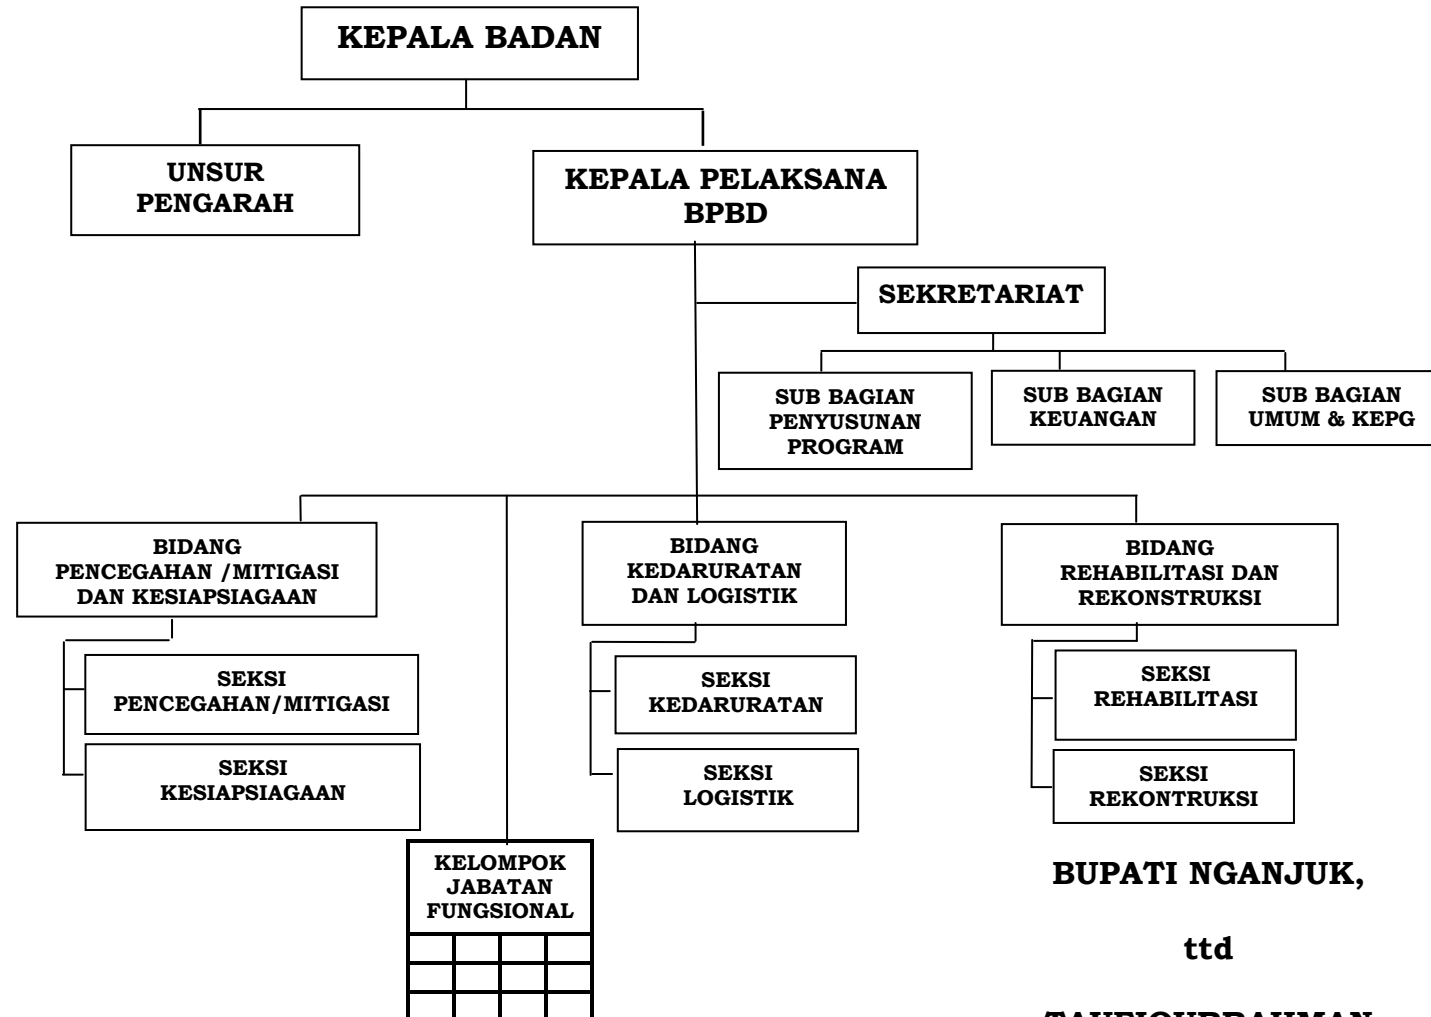 KEPALA BADAN
UNSUR
PENGARAH
KEPALA PELAKSANA
BPBD
SEKRETARIAT
SUB BAGIAN
PENYUSUNAN
PROGRAM
SUB BAGIAN
KEUANGAN
SUB BAGIAN
UMUM & KEPG
BIDANG
PENCEGAHAN /MITIGASI
DAN KESIAPSIAGAAN
BIDANG
KEDARURATAN
DAN LOGISTIK
BIDANG
REHABILITASI DAN
REKONSTRUKSI
SEKSI
PENCEGAHAN/MITIGASI
SEKSI
KESIAPSIAGAAN
SEKSI
KEDARURATAN
SEKSI
LOGISTIK
SEKSI
REHABILITASI
SEKSI
REKONTRUKSI
KELOMPOK
JABATAN
FUNGSIONAL
BUPATI NGANJUK,
ttd
TAUFIQURRAHMAN